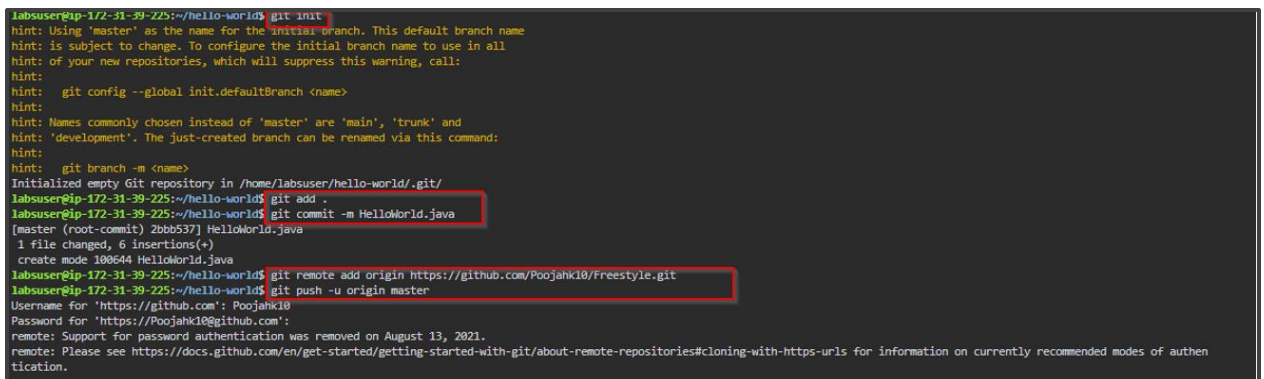 labsuser@ip-172-31-39-225:~/hello-world$ git init
hint: Using 'master' as the name for the initial branch. This default branch name
hint: is subject to change. To configure the initial branch name to use in all
hint: of your new repositories, which will suppress this warning, call:
hint:
hint:   git config --global init.defaultBranch <name>
hint:
hint: Names commonly chosen instead of 'master' are 'main', 'trunk' and
hint: 'development'. The just-created branch can be renamed via this command:
hint:
hint:   git branch -m <name>
Initialized empty Git repository in /home/labsuser/hello-world/.git/
labsuser@ip-172-31-39-225:~/hello-world$ git add .
labsuser@ip-172-31-39-225:~/hello-world$ git commit -m HelloWorld.java
[master (root-commit) 2bbb537] HelloWorld.java
 1 file changed, 6 insertions(+)
 create mode 100644 HelloWorld.java
labsuser@ip-172-31-39-225:~/hello-world$ git remote add origin https://github.com/Poojahk10/Freestyle.git
labsuser@ip-172-31-39-225:~/hello-world$ git push -u origin master
Username for 'https://github.com': Poojahk10
Password for 'https://Poojahk10@github.com':
remote: Support for password authentication was removed on August 13, 2021.
remote: Please see https://docs.github.com/en/get-started/getting-started-with-git/about-remote-repositories#cloning-with-https-urls for information on currently recommended modes of authen
tication.